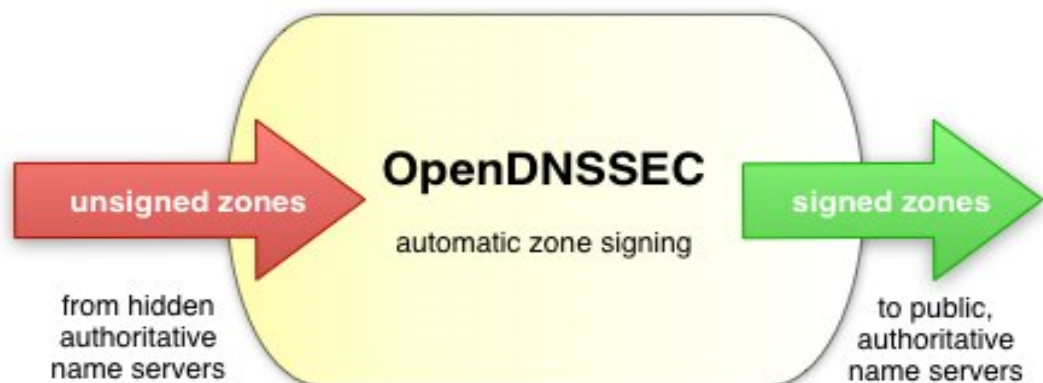 OpenDNSSEC
unsigned zones
signed zones
automatic zone signing
from hidden
authoritative
name servers
to public,
authoritative
name servers